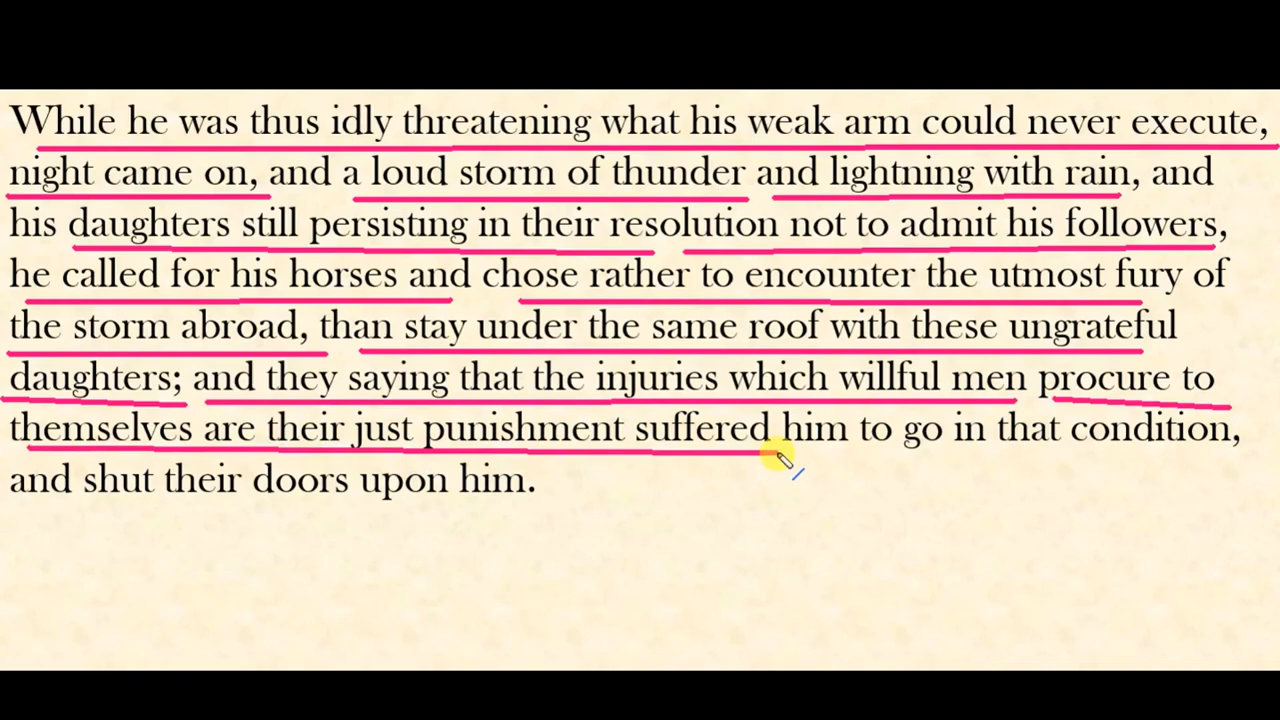 While he was thus idly threatening what his weak arm could never execute,
night came on, and a loud storm of thunder and lightning with rain, and
his daughters still persisting in their resolution not to admit his followers,
he called for his horses and chose rather to encounter the utmost fury of
the storm abroad, than stay under the same roof with these ungrateful
daughters; and they saying that the injuries which willful men procure to
themselves are their just punishment suffered him to go in that condition,
and shut their doors upon him.